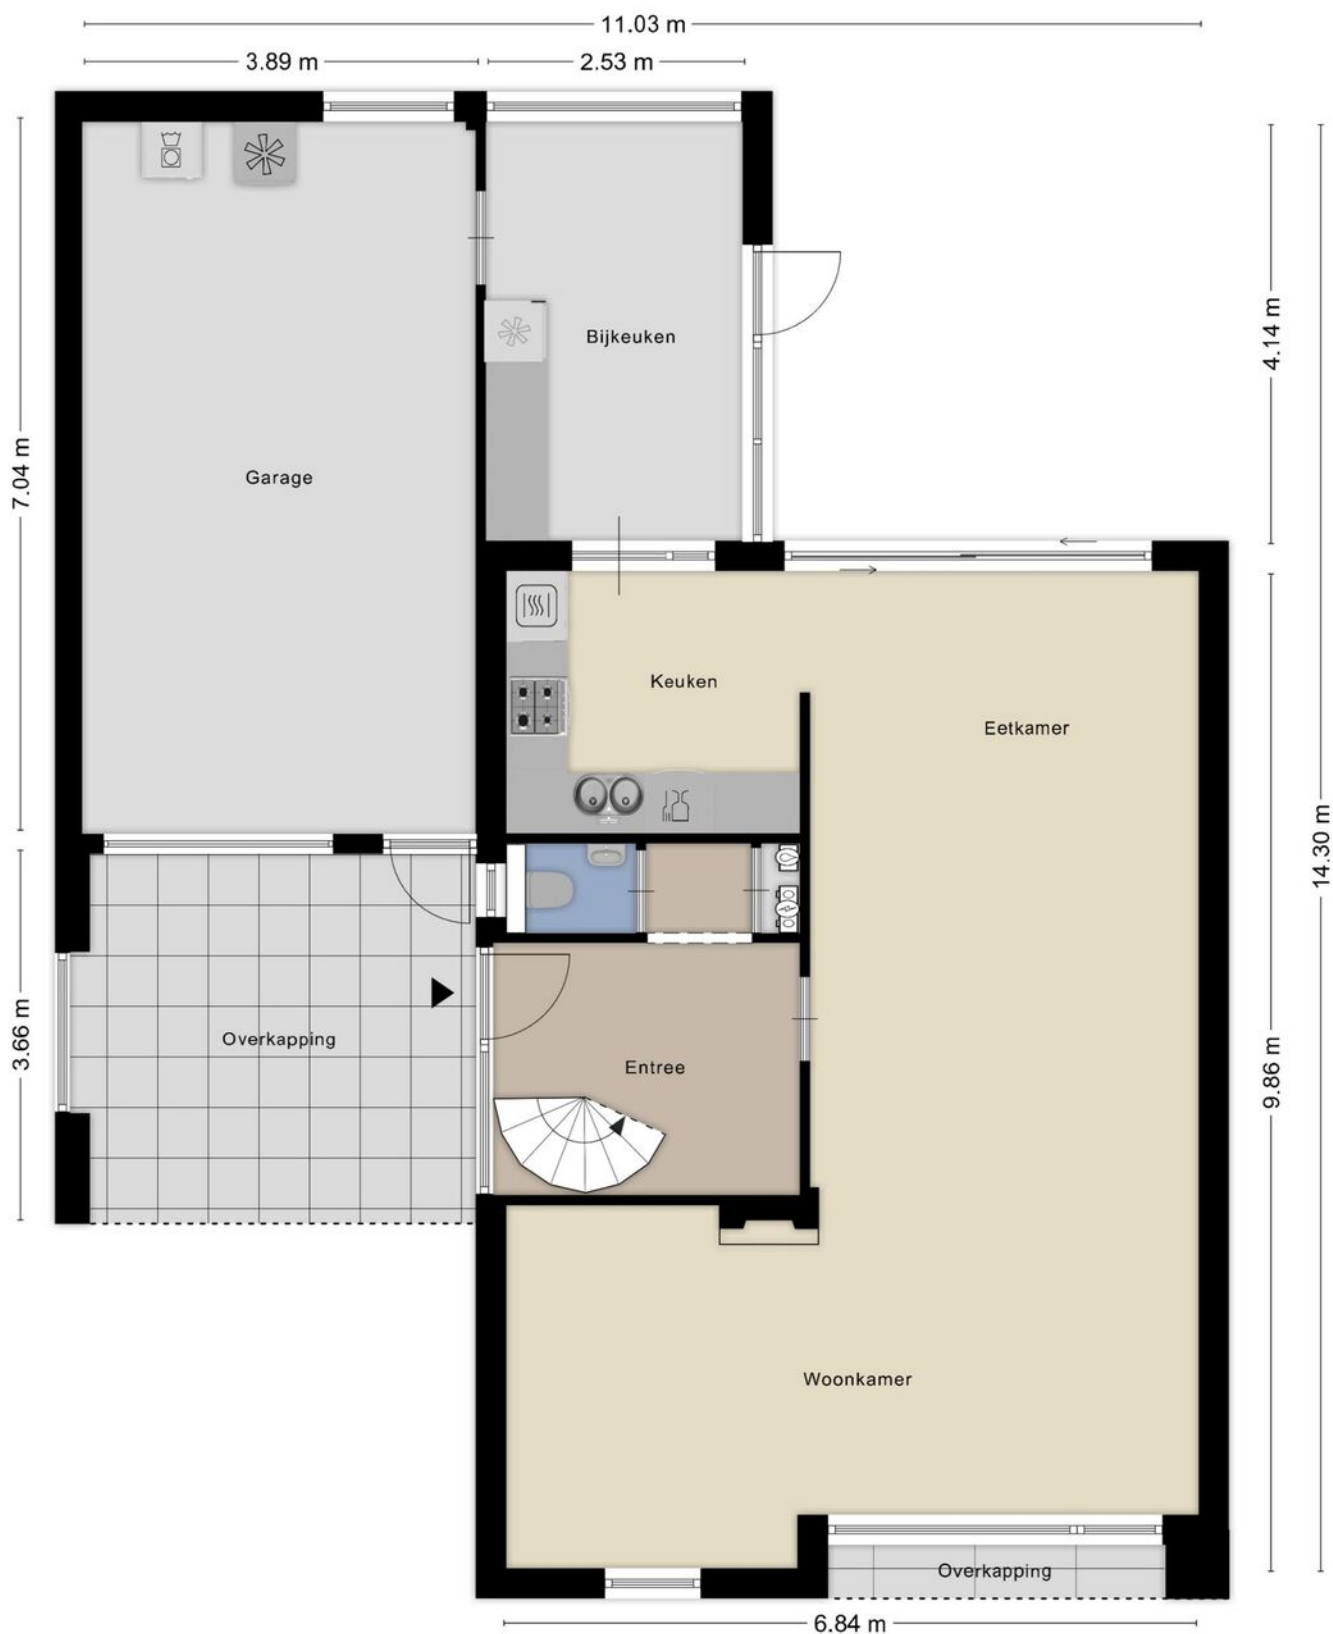 11.03 m
3.89 m
2.53 m
4.14 m
Bijkeuken
7.04 m
Garage
Keuken
Eetkamer
14.30 m
3.66 m
Overkapping
Entree
9.86 m
Woonkamer
Overkapping
6.84 m